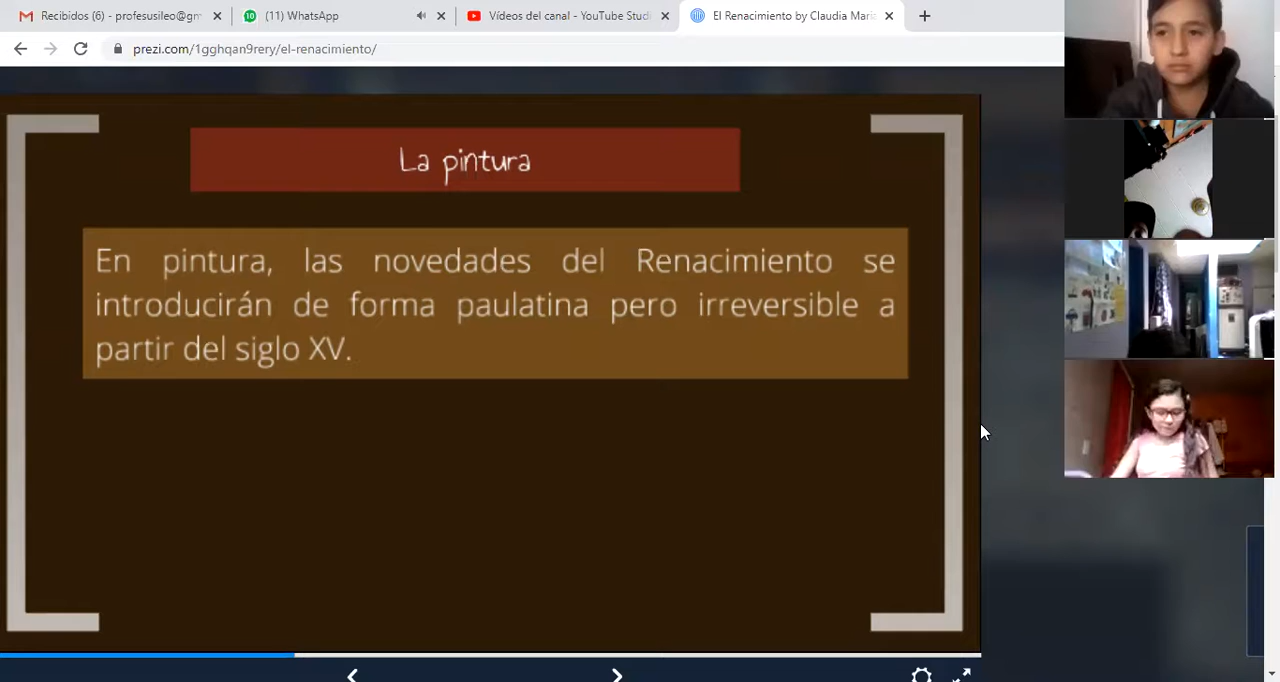 Recibidos (6) - profesusileo@gm
(11) WhatsApp
Vídeos del canal - YouTube Studi
El Renacimiento by Claudia Maria
prezi.com/1gghqan9rery/el-renacimiento/
La pintura
En pintura, las novedades del Renacimiento se
introducirán de forma paulatina pero irreversible a
partir del siglo XV.